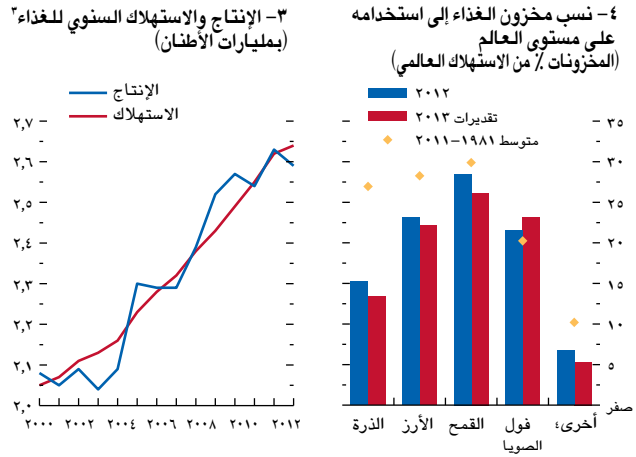 ٤- نسب مخزون الغذاء إلى استخدامه
على مستوى العالم
(المخزونات ٪ من الاستهلاك العالمي)
٢٠١٢
تقديرات ٢٠١٣
متوسط ١٩٨١-٢٠١١
٣٥
٣٠
٢٥
٢٠
١٥
١٠
٥
صفر
أخرى٤
فول
الصويا
القمح
الأرز
الذرة
٣- الإنتاج والاستهلاك السنوي للغذاء٣
(بمليارات الأطنان)
الإنتاج
الاستهلاك
٢,٧
٢,٦
٢,٥
٢,٤
٢,٣
٢,٢
٢,١
٢,٠
٢٠٠٠ ٢٠٠٢ ٢٠٠٤ ٢٠٠٦ ٢٠٠٨ ٢٠١٠ ٢٠١٢